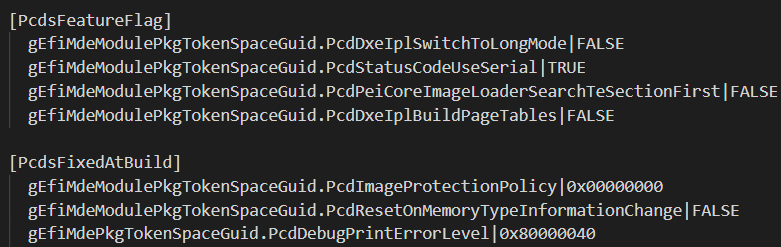 [PcdsFeatureFlag]
gEfiMdeModulePkgTokenSpaceGuid.PcdDxeIplSwitchToLongMode|FALSE
gEfiMdeModulePkgTokenSpaceGuid.PcdStatusCodeUseSerial|TRUE
gEfiMdeModulePkgTokenSpaceGuid.PcdPeiCoreImageLoaderSearchTeSectionFirst|FALSE
gEfiMdeModulePkgTokenSpaceGuid.PcdDxeIplBuildPageTables|FALSE
[PcdsFixedAtBuild]
gEfiMdeModulePkgTokenSpaceGuid.PcdImageProtectionPolicy|0x00000000
gEfiMdeModulePkgTokenSpaceGuid.PcdResetOnMemoryTypeInformationChange|FALSE
gEfiMdePkgTokenSpaceGuid.PcdDebugPrintErrorLevel|0x80000040